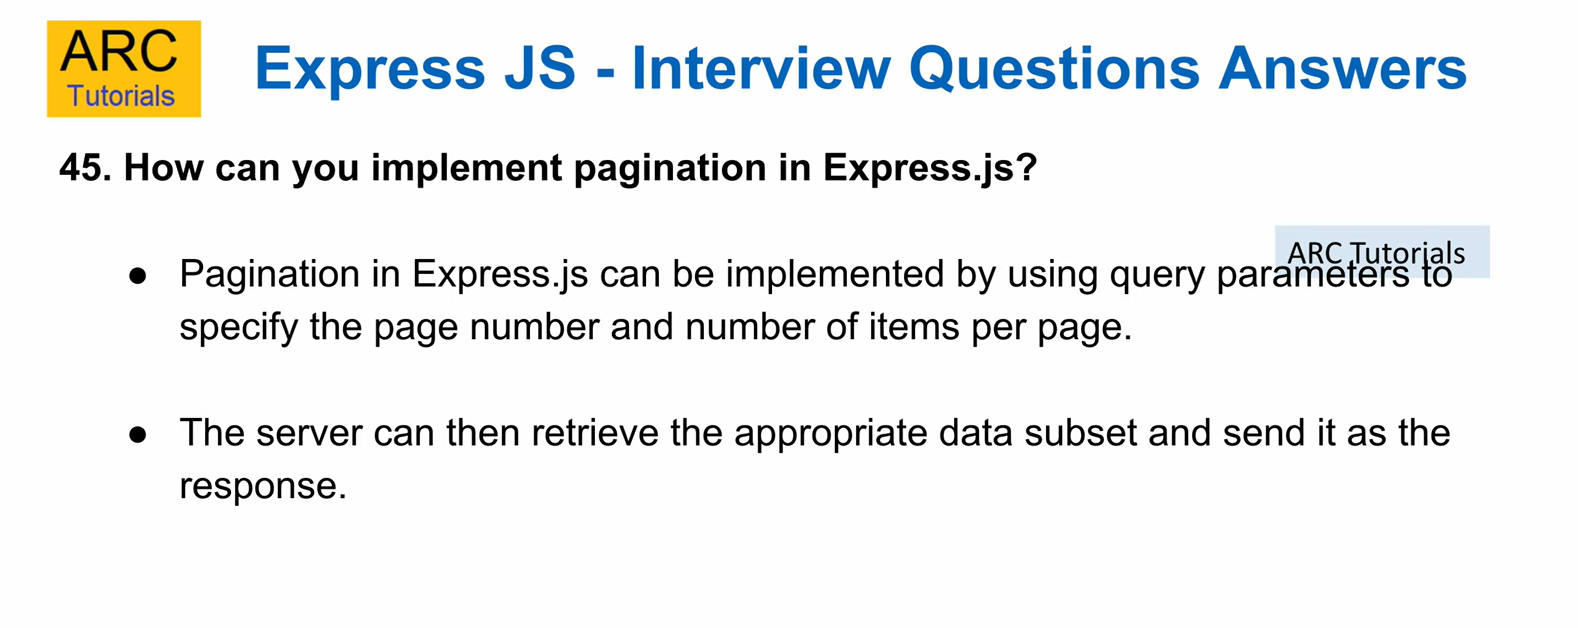 ARC
Tutorials
Express JS - Interview Questions Answers
45. How can you implement pagination in Express.js?
ARC Tutorials
● Pagination in Express.js can be implemented by using query parameters to
specify the page number and number of items per page.
● The server can then retrieve the appropriate data subset and send it as the
response.